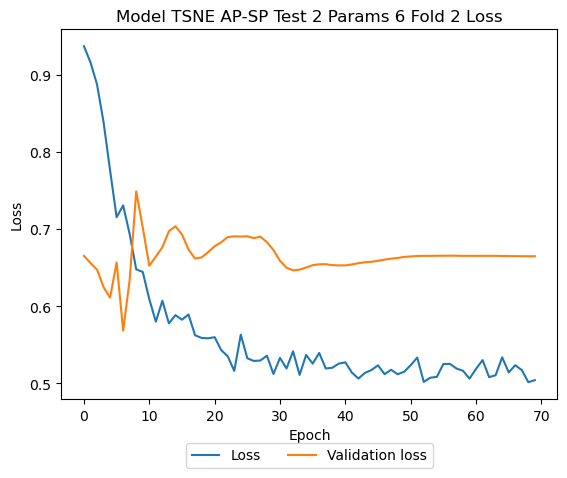 Model TSNE AP-SP Test 2 Params 6 Fold 2 Loss
Loss
0.9
0.8
0.7
0.6
0.5
0 10 20 30 40 50 60 70
Epoch
Loss Validation loss